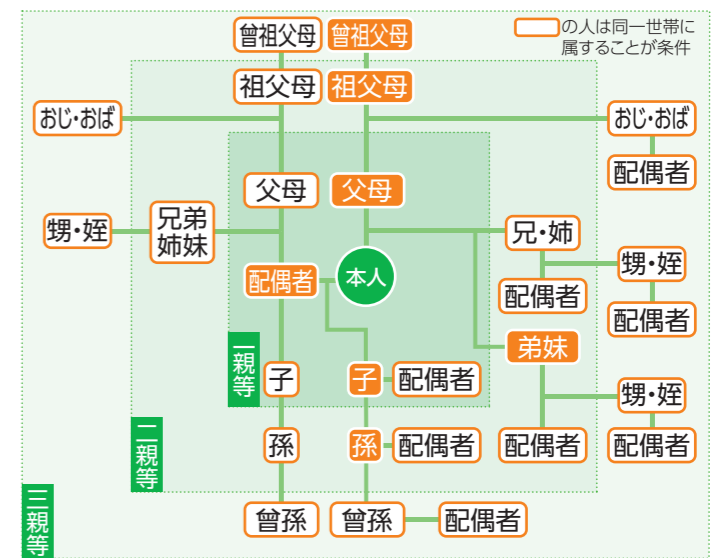 曾祖父母
曾祖父母
の人は同一世帯に
属することが条件
祖父母
祖父母
おじ・おば
おじ・おば
配偶者
父母
父母
甥・姪
兄弟
姉妹
兄・姉
甥・姪
配偶者
本人
配偶者
配偶者
弟妹
一親等
子
子
配偶者
甥・姪
二親等
孫
孫
配偶者
配偶者
配偶者
三親等
曾孫
曾孫
配偶者